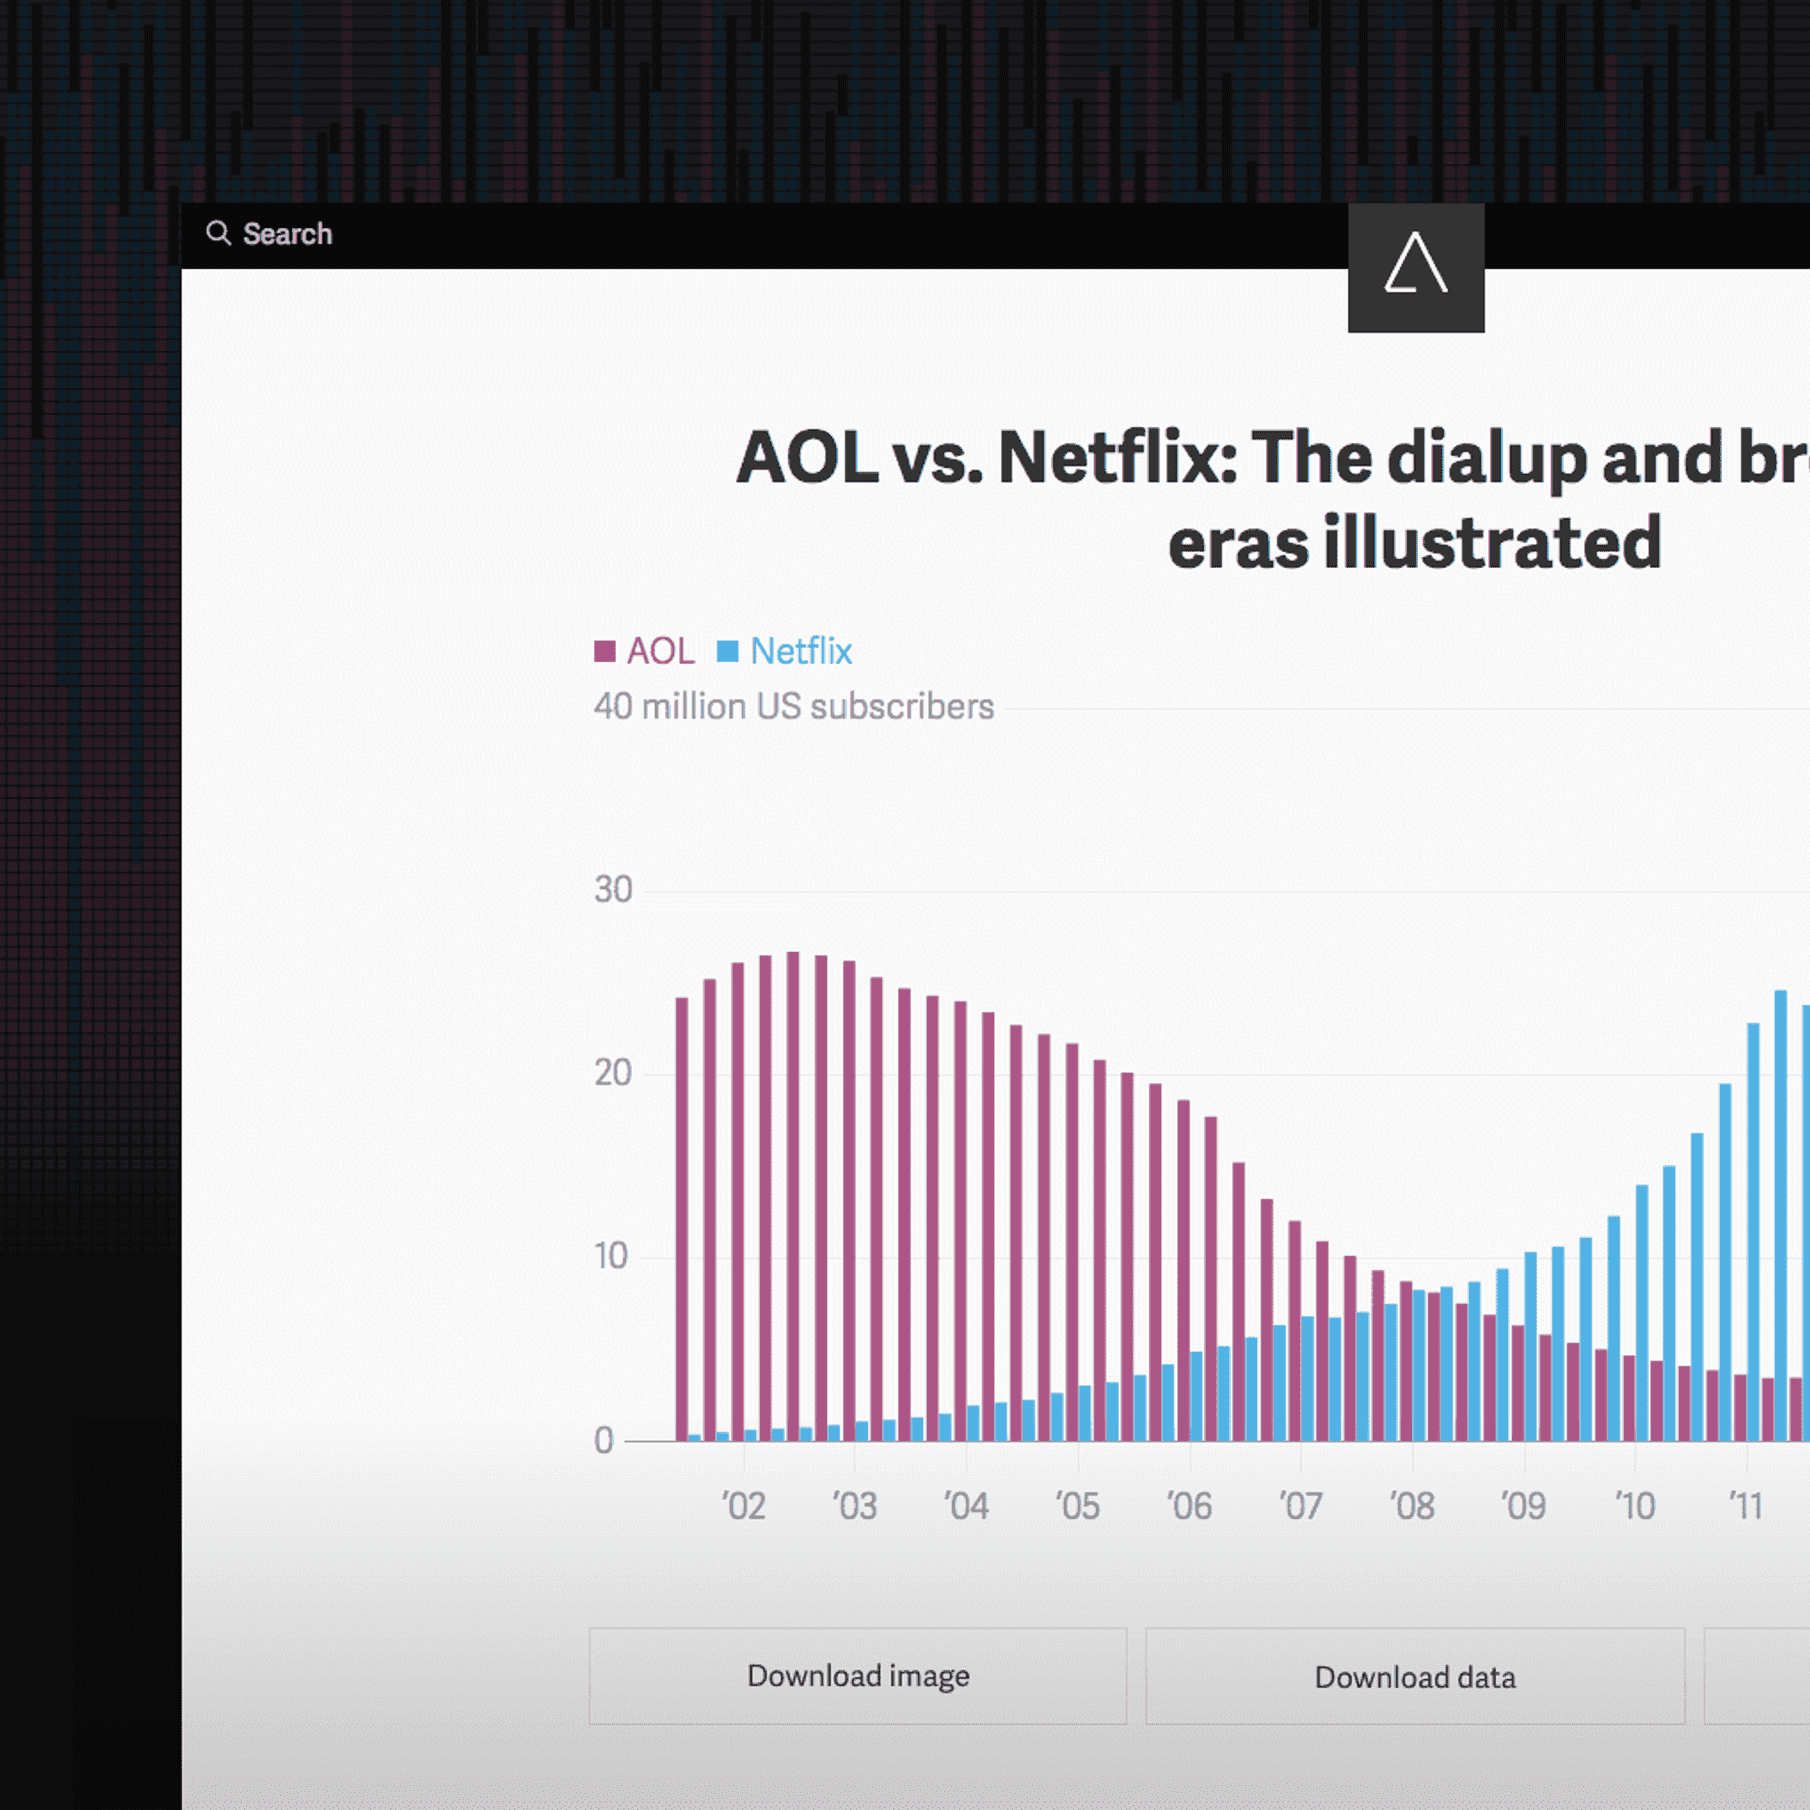 Search
AOL vs. Netflix: The dialup and br
eras illustrated
AOL Netflix
40 million US subscribers
30
20
10
0
’02 ’03 ’04 ’05 ’06 ’07 ’08 ’09 ’10 ’11
Download image Download data